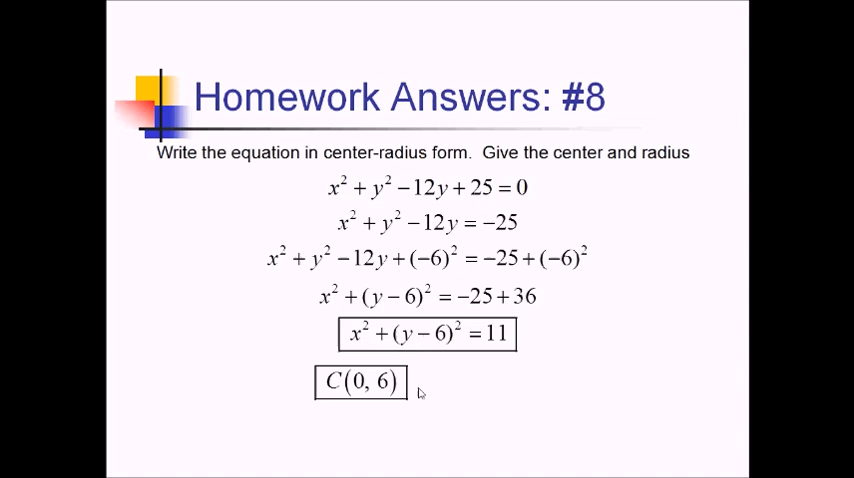 Homework Answers: #8
Write the equation in center-radius form. Give the center and radius
x² + y² − 12y + 25 = 0
x² + y² − 12y = −25
x² + y² − 12y + (−6)² = −25 + (−6)²
x² + (y − 6)² = −25 + 36
x² + (y − 6)² = 11
C(0, 6)